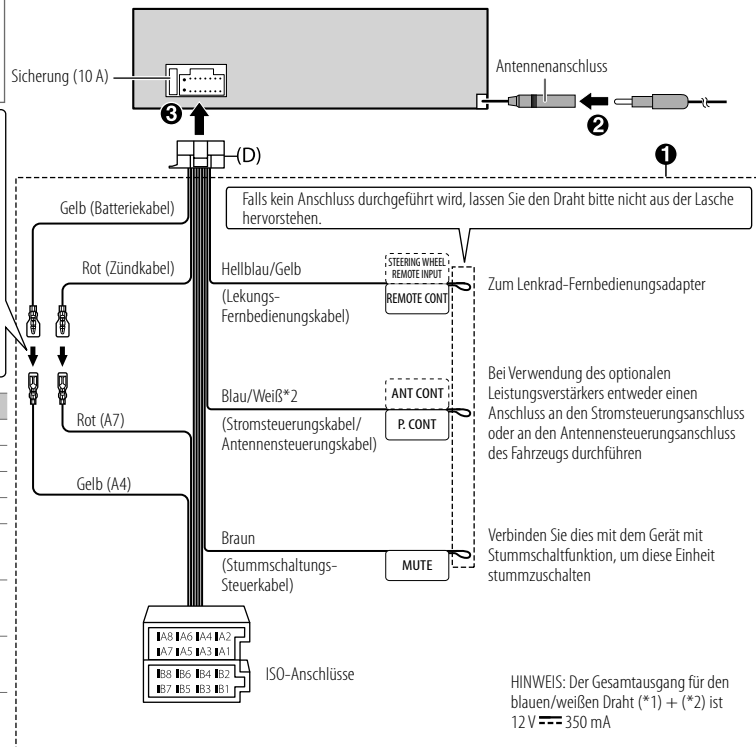 Sicherung (10 A)
Antennenanschluss
❸
❷
(D)
❶
Gelb (Batteriekabel)
Falls kein Anschluss durchgeführt wird, lassen Sie den Draht bitte nicht aus der Lasche
hervorstehen.
Rot (Zündkabel)
Hellblau/Gelb
(Lekungs-
Fernbedienungskabel)
STEERING WHEEL
REMOTE INPUT
REMOTE CONT
Zum Lenkrad-Fernbedienungsadapter
Blau/Weiß*2
(Stromsteuerungskabel/
Antennensteuerungskabel)
ANT CONT
P. CONT
Bei Verwendung des optionalen
Leistungsverstärkers entweder einen
Anschluss an den Stromsteuerungsanschluss
oder an den Antennensteuerungsanschluss
des Fahrzeugs durchführen
Rot (A7)
Gelb (A4)
Braun
(Stummschaltungs-
Steuerkabel)
MUTE
Verbinden Sie dies mit dem Gerät mit
Stummschaltfunktion, um diese Einheit
stummzuschalten
A8 A6 A4 A2
A7 A5 A3 A1
B8 B6 B4 B2
B7 B5 B3 B1
ISO-Anschlüsse
HINWEIS: Der Gesamtausgang für den
blauen/weißen Draht (*1) + (*2) ist
12 V ⎓ 350 mA